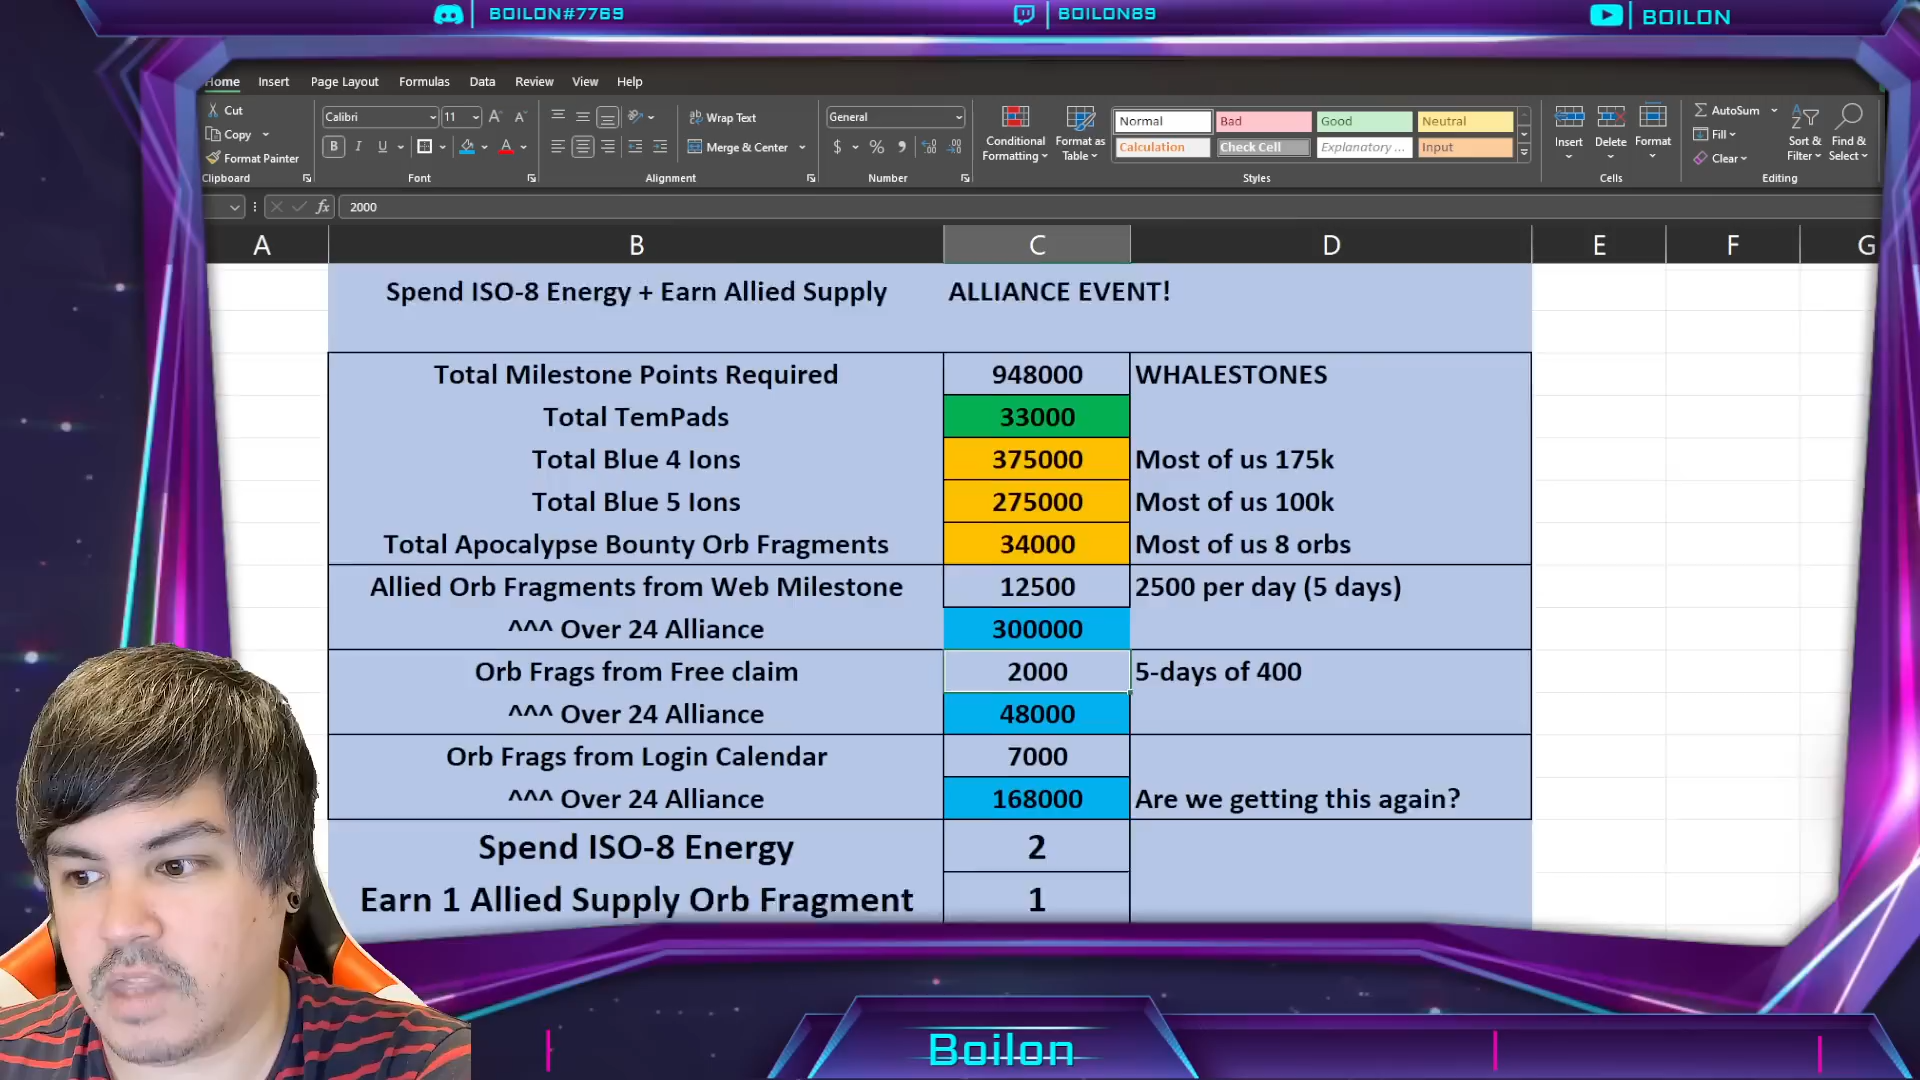 BOILON#7769
BOILON89
BOILON
Home Insert Page Layout Formulas Data Review View Help
Cut
Copy
Format Painter
Clipboard
Calibri 11
B I U
Font
Wrap Text
Merge & Center
Alignment
General
$ % ,
Number
Conditional Formatting
Format as Table
Normal Bad Good Neutral
Calculation Check Cell Explanatory ... Input
Styles
Insert Delete Format
Cells
AutoSum
Fill
Clear
Sort & Filter
Find & Select
Editing
fx 2000
A B C D E F G
Spend ISO-8 Energy + Earn Allied Supply ALLIANCE EVENT!
Total Milestone Points Required 948000 WHALESTONES
Total TemPads 33000
Total Blue 4 Ions 375000 Most of us 175k
Total Blue 5 Ions 275000 Most of us 100k
Total Apocalypse Bounty Orb Fragments 34000 Most of us 8 orbs
Allied Orb Fragments from Web Milestone 12500 2500 per day (5 days)
^^^ Over 24 Alliance 300000
Orb Frags from Free claim 2000 5-days of 400
^^^ Over 24 Alliance 48000
Orb Frags from Login Calendar 7000
^^^ Over 24 Alliance 168000 Are we getting this again?
Spend ISO-8 Energy 2
Earn 1 Allied Supply Orb Fragment 1
Boilon